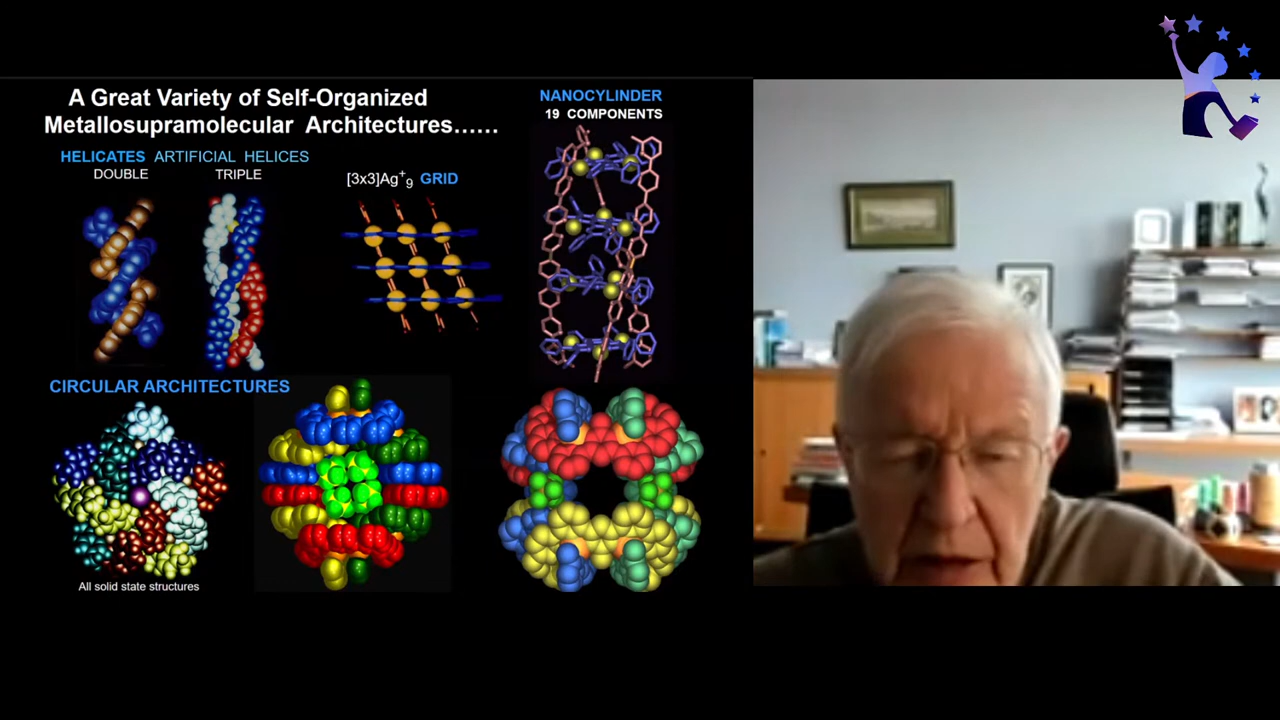 A Great Variety of Self-Organized
Metallosupramolecular Architectures......
HELICATES ARTIFICIAL HELICES
DOUBLE
TRIPLE
[3x3]Ag⁺₉ GRID
NANOCYLINDER
19 COMPONENTS
CIRCULAR ARCHITECTURES
All solid state structures